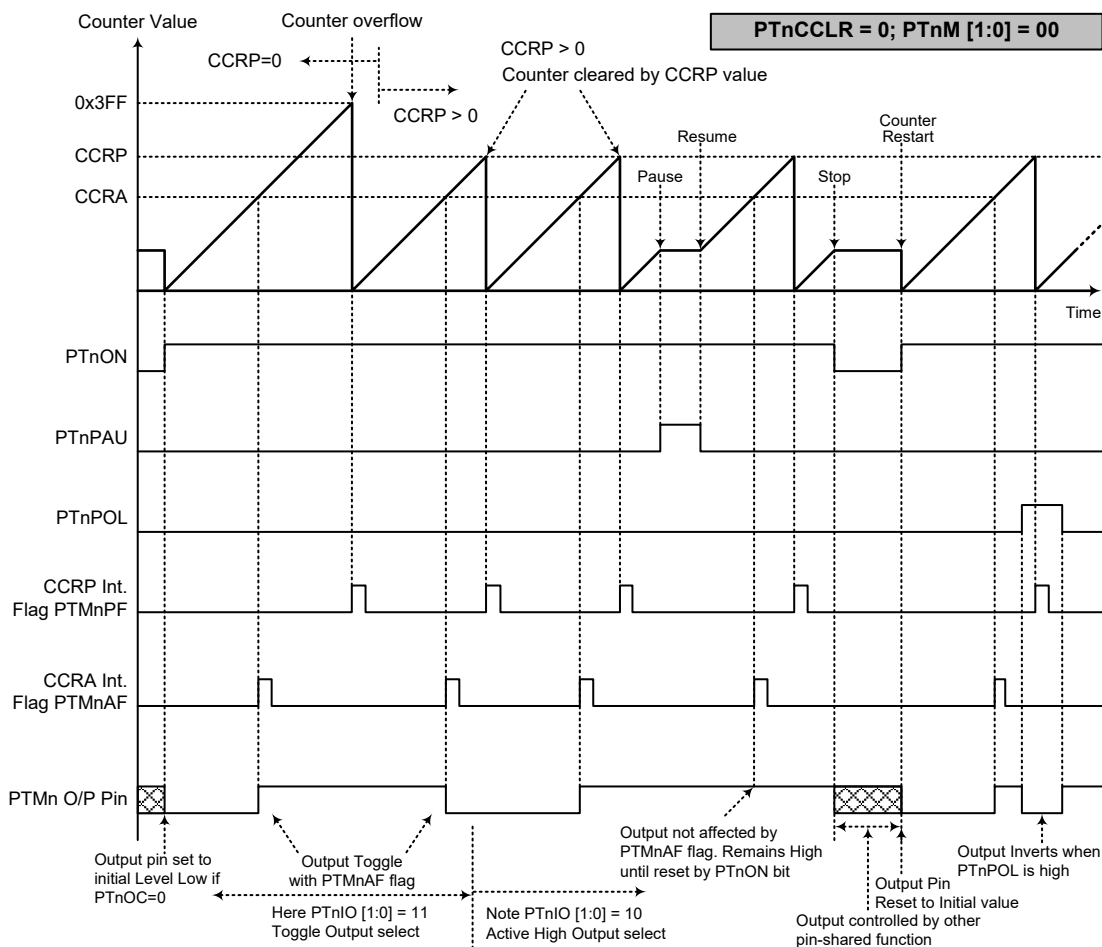 Counter Value
Counter overflow
PTnCCLR = 0; PTnM [1:0] = 00
CCRP=0
CCRP > 0
CCRP > 0
Counter cleared by CCRP value
0x3FF
CCRP
CCRA
Pause
Resume
Stop
Counter
Restart
Time
PTnON
PTnPAU
PTnPOL
CCRP Int.
Flag PTMnPF
CCRA Int.
Flag PTMnAF
PTMn O/P Pin
Output pin set to
initial Level Low if
PTnOC=0
Output Toggle
with PTMnAF flag
Here PTnIO [1:0] = 11
Toggle Output select
Note PTnIO [1:0] = 10
Active High Output select
Output not affected by
PTMnAF flag. Remains High
until reset by PTnON bit
Output controlled by other
pin-shared function
Output Pin
Reset to Initial value
Output Inverts when
PTnPOL is high